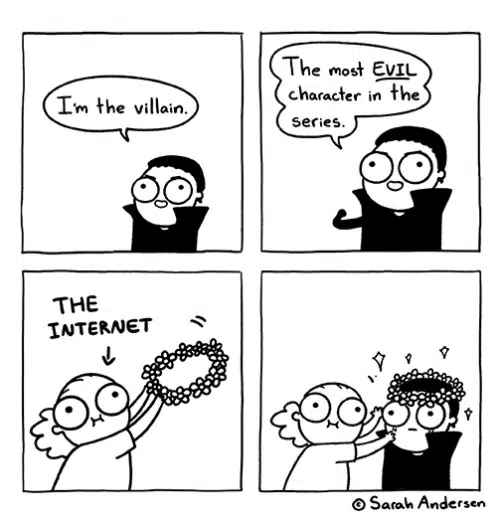 I'm the villain.
The most EVIL
character in the
series.
THE
INTERNET
© Sarah Andersen